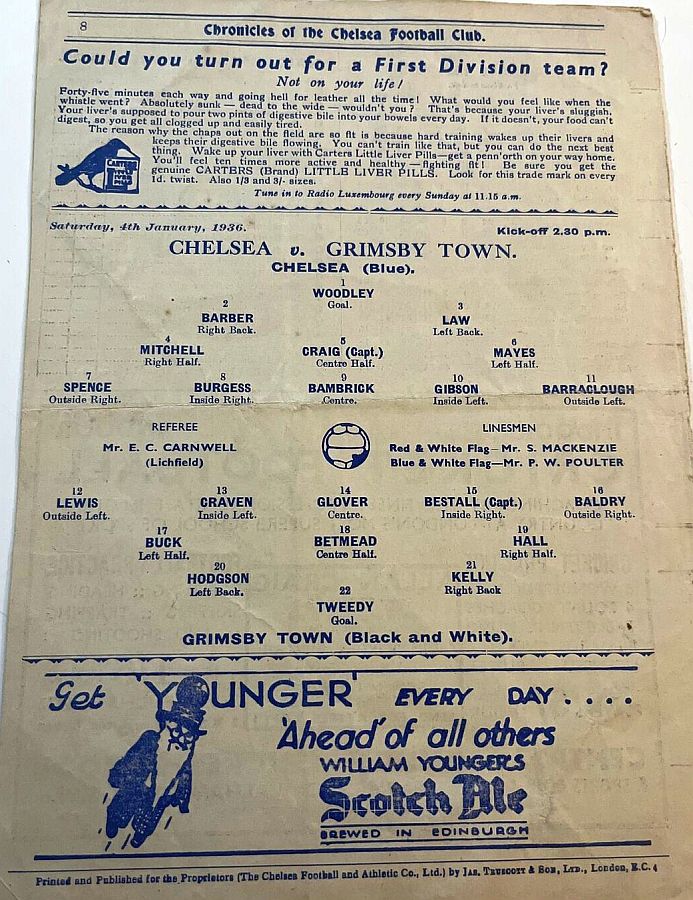 8
Chronicles of the Chelsea Football Club.
Could you turn out for a First Division team?
Not on your life!
Forty-five minutes each way and going hell for leather all the time! What would you feel like when the
whistle went? Absolutely sunk — dead to the wide — wouldn't you? That's because your liver's sluggish.
Your liver's supposed to pour two pints of digestive bile into your bowels every day. If it doesn't, your food can't
digest, so you get all clogged up and easily tired.
The reason why the chaps out on the field are so fit is because hard training wakes up their livers and
keeps their digestive bile flowing. You can't train like that, but you can do the next best
thing. Wake up your liver with Carters Little Liver Pills—get a penn'orth on your way home.
You'll feel ten times more active and healthy — fighting fit! Be sure you get the
genuine CARTERS (Brand) LITTLE LIVER PILLS. Look for this trade mark on every
1d. twist. Also 1/3 and 3/- sizes.
CARTERS
LITTLE
LIVER
PILLS
Tune in to Radio Luxembourg every Sunday at 11.15 a.m.
Saturday, 4th January, 1936.
Kick-off 2.30 p.m.
CHELSEA v. GRIMSBY TOWN.
CHELSEA (Blue).
1
WOODLEY
Goal.
2 3
BARBER LAW
Right Back. Left Back.
4 5 6
MITCHELL CRAIG (Capt.) MAYES
Right Half. Centre Half. Left Half.
7 8 9 10 11
SPENCE BURGESS BAMBRICK GIBSON BARRACLOUGH
Outside Right. Inside Right. Centre. Inside Left. Outside Left.
REFEREE
Mr. E. C. CARNWELL
(Lichfield)
LINESMEN
Red & White Flag—Mr. S. MACKENZIE
Blue & White Flag—Mr. P. W. POULTER
12 13 14 15 16
LEWIS CRAVEN GLOVER BESTALL (Capt.) BALDRY
Outside Left. Inside Left. Centre. Inside Right. Outside Right.
17 18 19
BUCK BETMEAD HALL
Left Half. Centre Half. Right Half.
20 21
HODGSON KELLY
Left Back. Right Back
22
TWEEDY
Goal.
GRIMSBY TOWN (Black and White).
Get 'YOUNGER' EVERY DAY . . . .
'Ahead' of all others
WILLIAM YOUNGER'S
Scotch Ale
BREWED IN EDINBURGH
Printed and Published for the Proprietors (The Chelsea Football and Athletic Co., Ltd.) by Jas. Truscott & Son, Ltd., London, E.C. 4